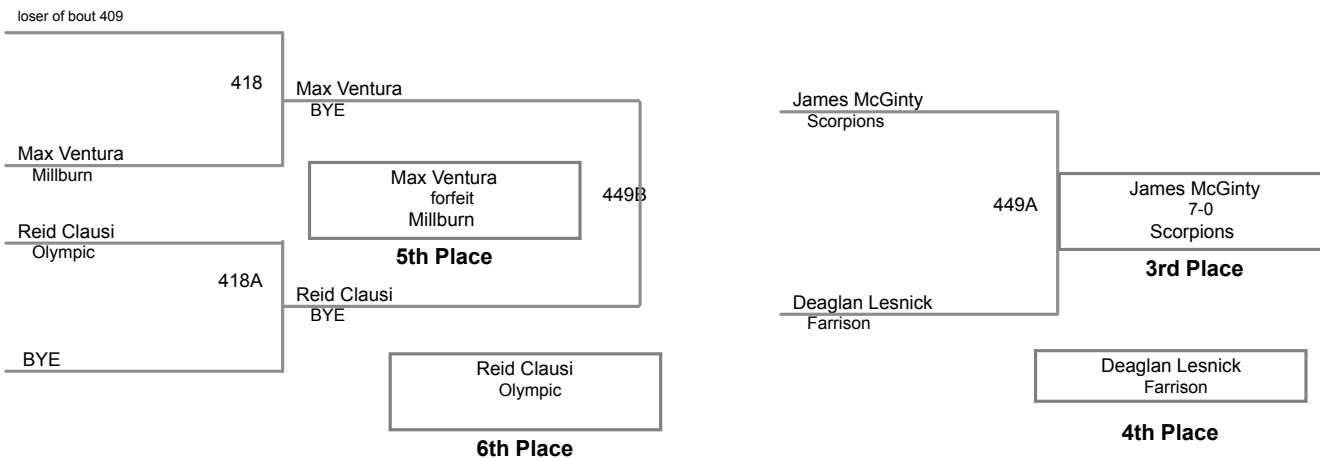 loser of bout 409
418
Max Ventura
BYE
Max Ventura
Millburn
Max Ventura
forfeit
Millburn
449B
5th Place
Reid Clausi
Olympic
418A
Reid Clausi
BYE
BYE
Reid Clausi
Olympic
6th Place
James McGinty
Scorpions
449A
James McGinty
7-0
Scorpions
3rd Place
Deaglan Lesnick
Farrison
Deaglan Lesnick
Farrison
4th Place